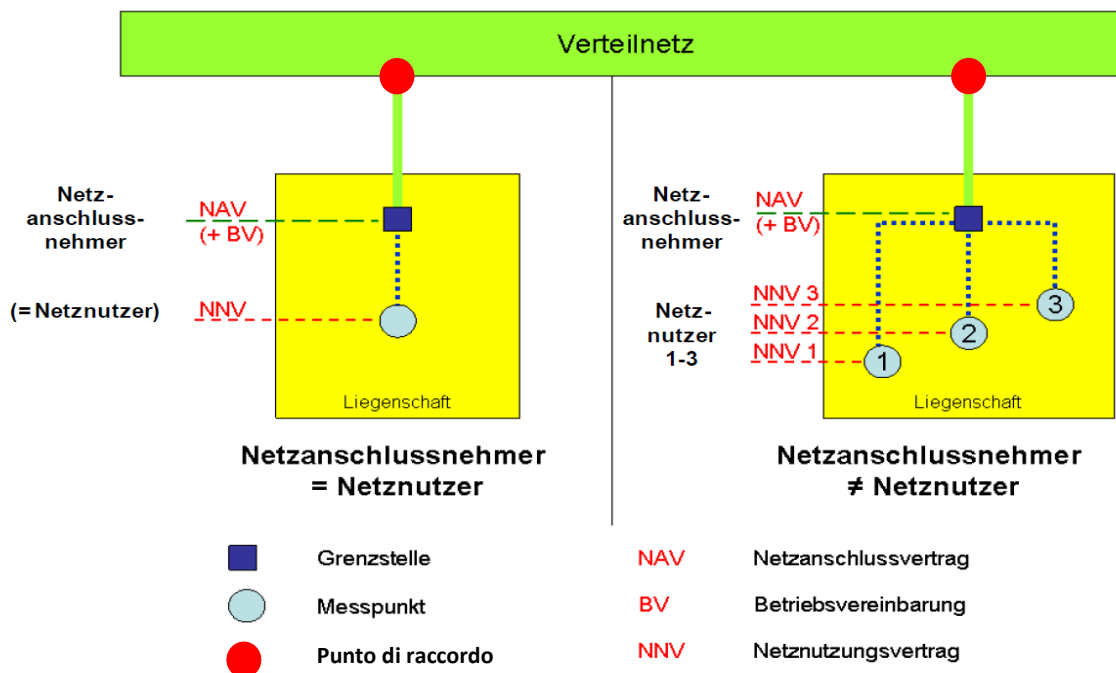 Verteilnetz
Netz-
anschluss-
nehmer
NAV
(+ BV)
(= Netznutzer)
NNV
Liegenschaft
Netzanschlussnehmer
= Netznutzer
Netz-
anschluss-
nehmer
NAV
(+ BV)
Netz-
nutzer
1-3
NNV 3
NNV 2
NNV 1
3
2
1
Liegenschaft
Netzanschlussnehmer
≠ Netznutzer
Grenzstelle
NAV Netzanschlussvertrag
Messpunkt
BV Betriebsvereinbarung
Punto di raccordo
NNV Netznutzungsvertrag